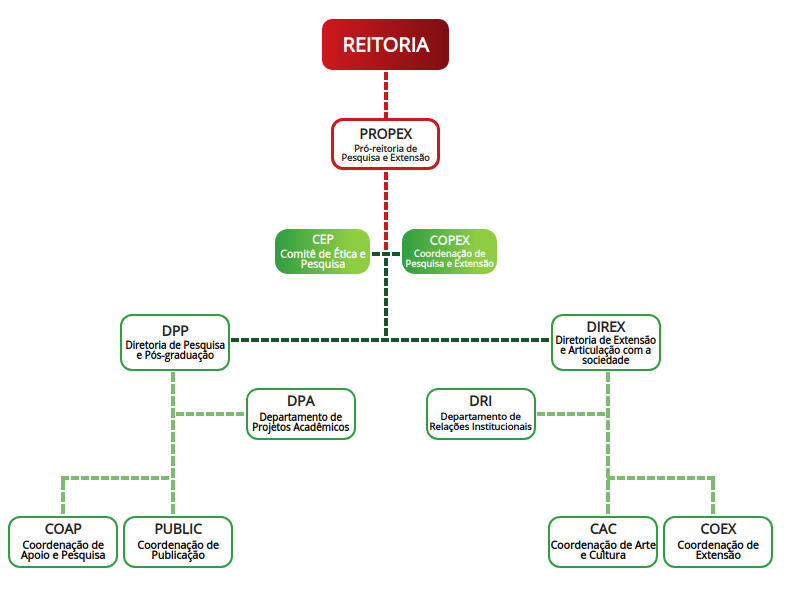 REITORIA
PROPEX
Pró-reitoria de
Pesquisa e Extensão
CEP
Comitê de Ética e
Pesquisa
COPEX
Coordenação de
Pesquisa e Extensão
DPP
Diretoria de Pesquisa
e Pós-graduação
DIREX
Diretoria de Extensão
e Articulação com a
sociedade
DPA
Departamento de
Projetos Acadêmicos
DRI
Departamento de
Relações Institucionais
COAP
Coordenação de
Apoio e Pesquisa
PUBLIC
Coordenação de
Publicação
CAC
Coordenação de Arte
e Cultura
COEX
Coordenação de
Extensão